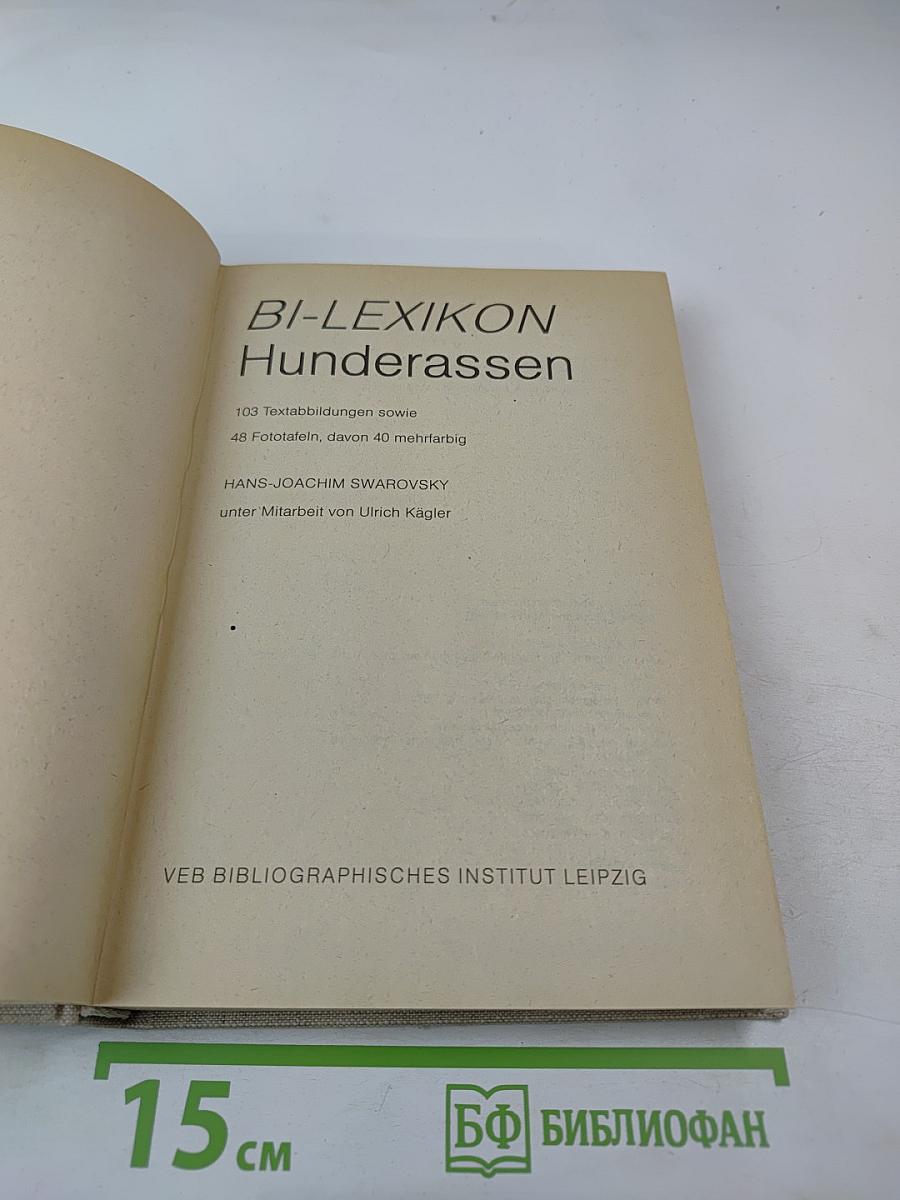 BI-LEXIKON
Hunderassen
103 Textabbildungen sowie
48 Fototafeln, davon 40 mehrfarbig
HANS-JOACHIM SWAROVSKY
unter Mitarbeit von Ulrich Kägler
VEB BIBLIOGRAPHISCHES INSTITUT LEIPZIG
15 см
БФ БИБЛИОФАН